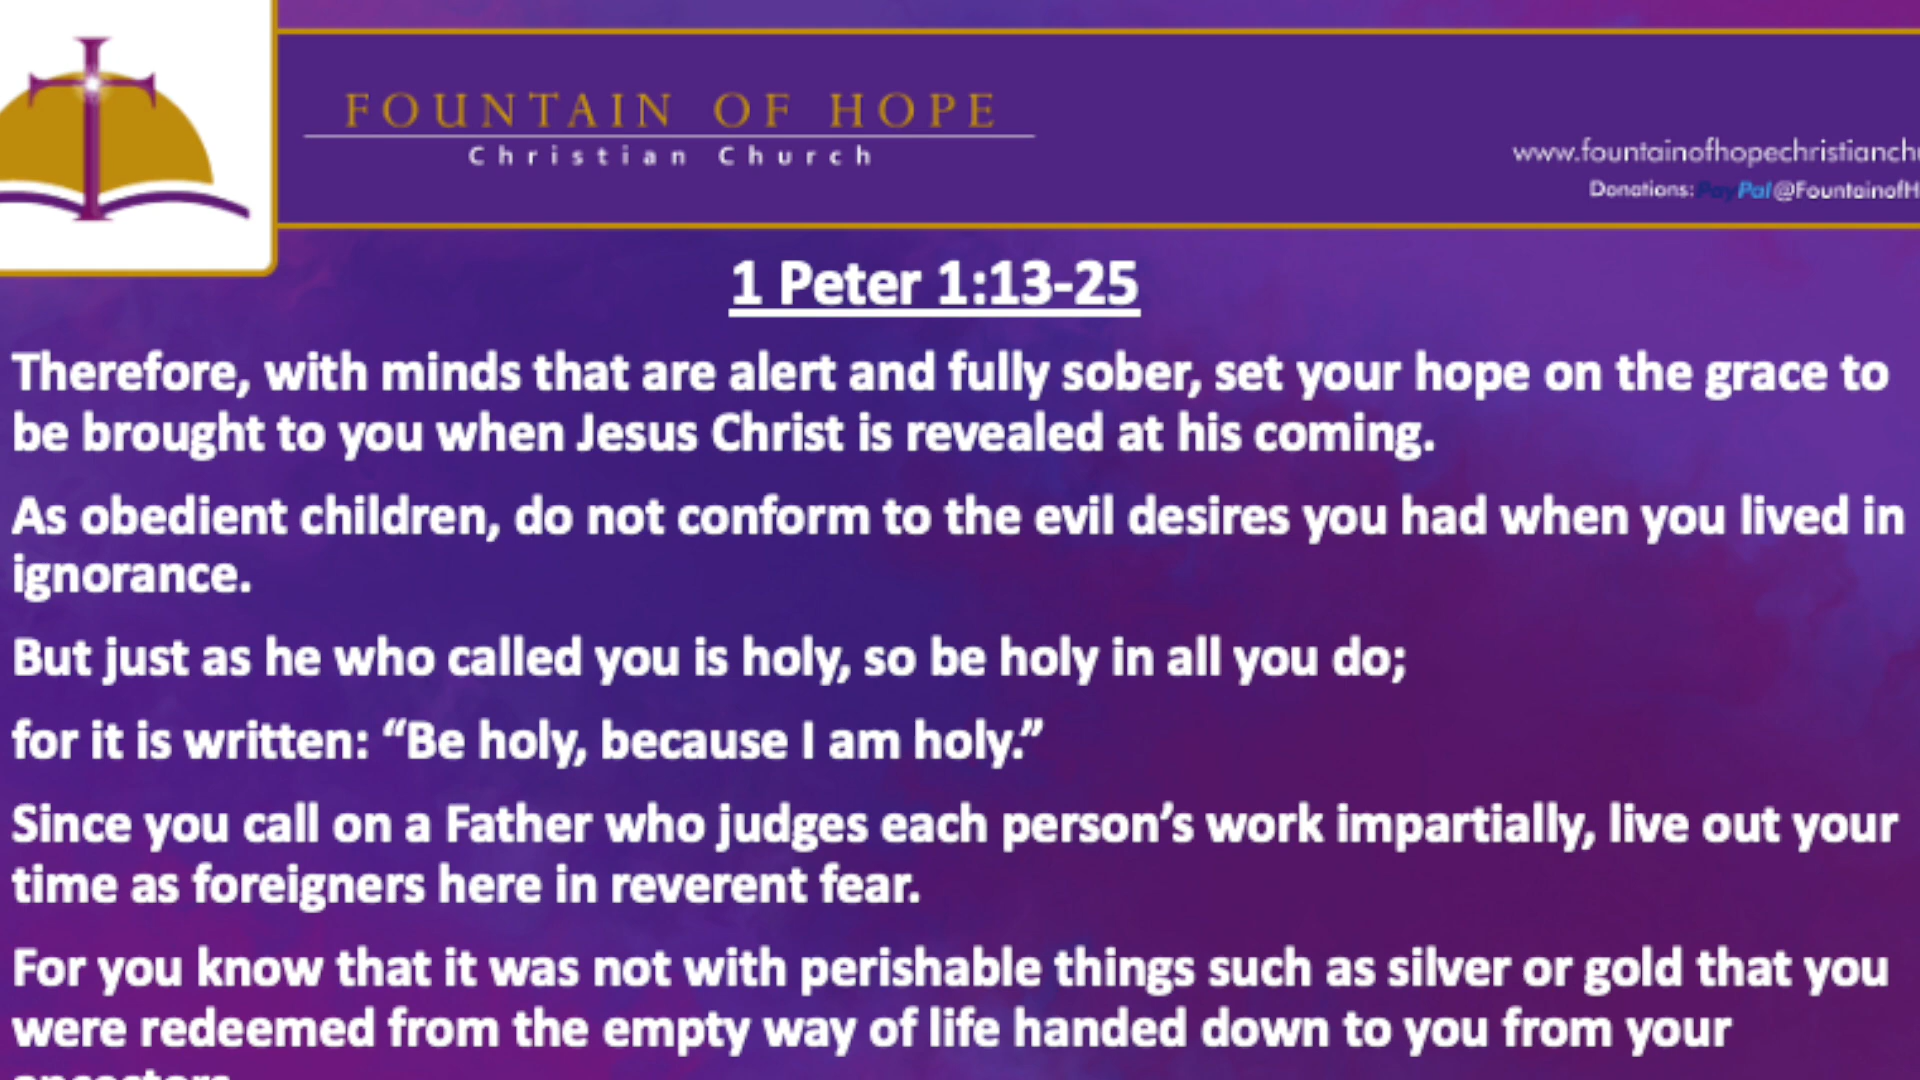 FOUNTAIN OF HOPE
Christian Church
www.fountainofhopechristianch
Donations: PayPal@FountainofH
1 Peter 1:13-25
Therefore, with minds that are alert and fully sober, set your hope on the grace to
be brought to you when Jesus Christ is revealed at his coming.
As obedient children, do not conform to the evil desires you had when you lived in
ignorance.
But just as he who called you is holy, so be holy in all you do;
for it is written: “Be holy, because I am holy.”
Since you call on a Father who judges each person’s work impartially, live out your
time as foreigners here in reverent fear.
For you know that it was not with perishable things such as silver or gold that you
were redeemed from the empty way of life handed down to you from your